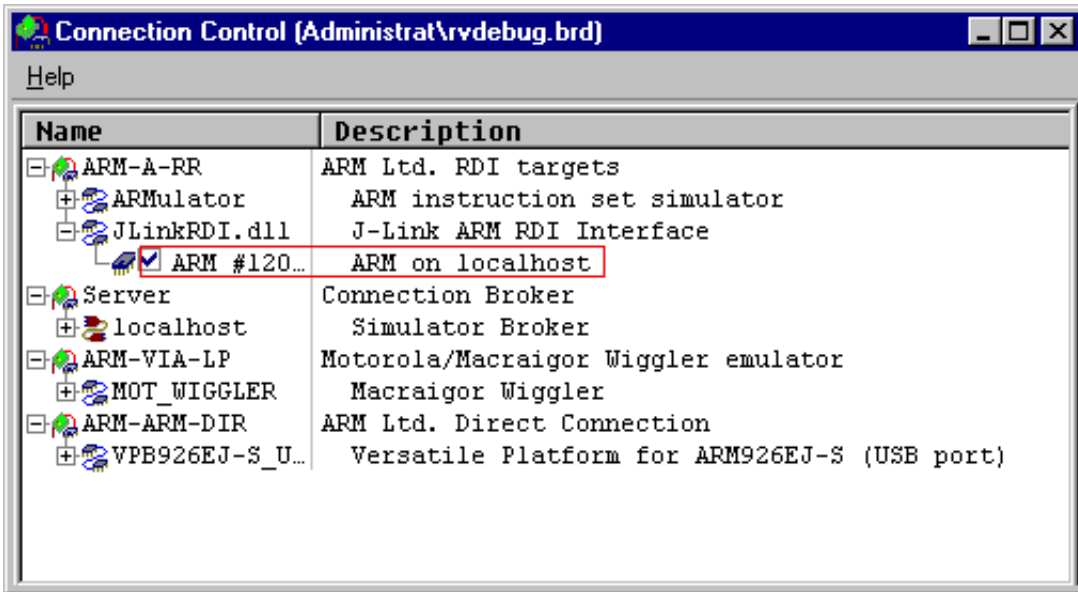 Connection Control (Administrat\rvdebug.brd)
Help
Name Description
ARM-A-RR ARM Ltd. RDI targets
ARMulator ARM instruction set simulator
JLinkRDI.dll J-Link ARM RDI Interface
ARM #120… ARM on localhost
Server Connection Broker
localhost Simulator Broker
ARM-VIA-LP Motorola/Macraigor Wiggler emulator
MOT_WIGGLER Macraigor Wiggler
ARM-ARM-DIR ARM Ltd. Direct Connection
VPB926EJ-S_U… Versatile Platform for ARM926EJ-S (USB port)